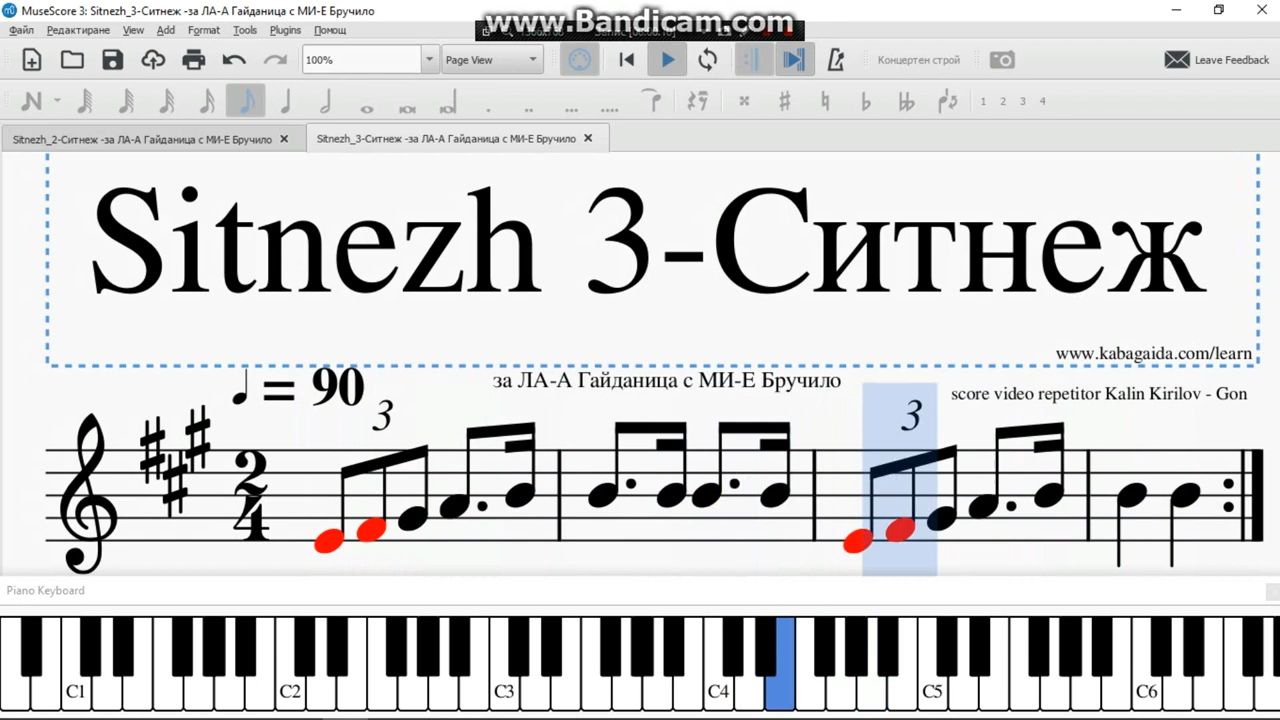 MuseScore 3: Sitnezh_3-Ситнеж -за ЛА-А Гайданица с МИ-Е Бручило
www.Bandicam.com
Файл Редактиране View Add Format Tools Plugins Помощ
100% Page View Концертен строй Leave Feedback
1 2 3 4
Sitnezh_2-Ситнеж -за ЛА-А Гайданица с МИ-Е Бручило Sitnezh_3-Ситнеж -за ЛА-А Гайданица с МИ-Е Бручило
Sitnezh 3-Ситнеж
www.kabagaida.com/learn
= 90 за ЛА-А Гайданица с МИ-Е Бручило score video repetitor Kalin Kirilov - Gon
3 3
2
4
Piano Keyboard
C1 C2 C3 C4 C5 C6